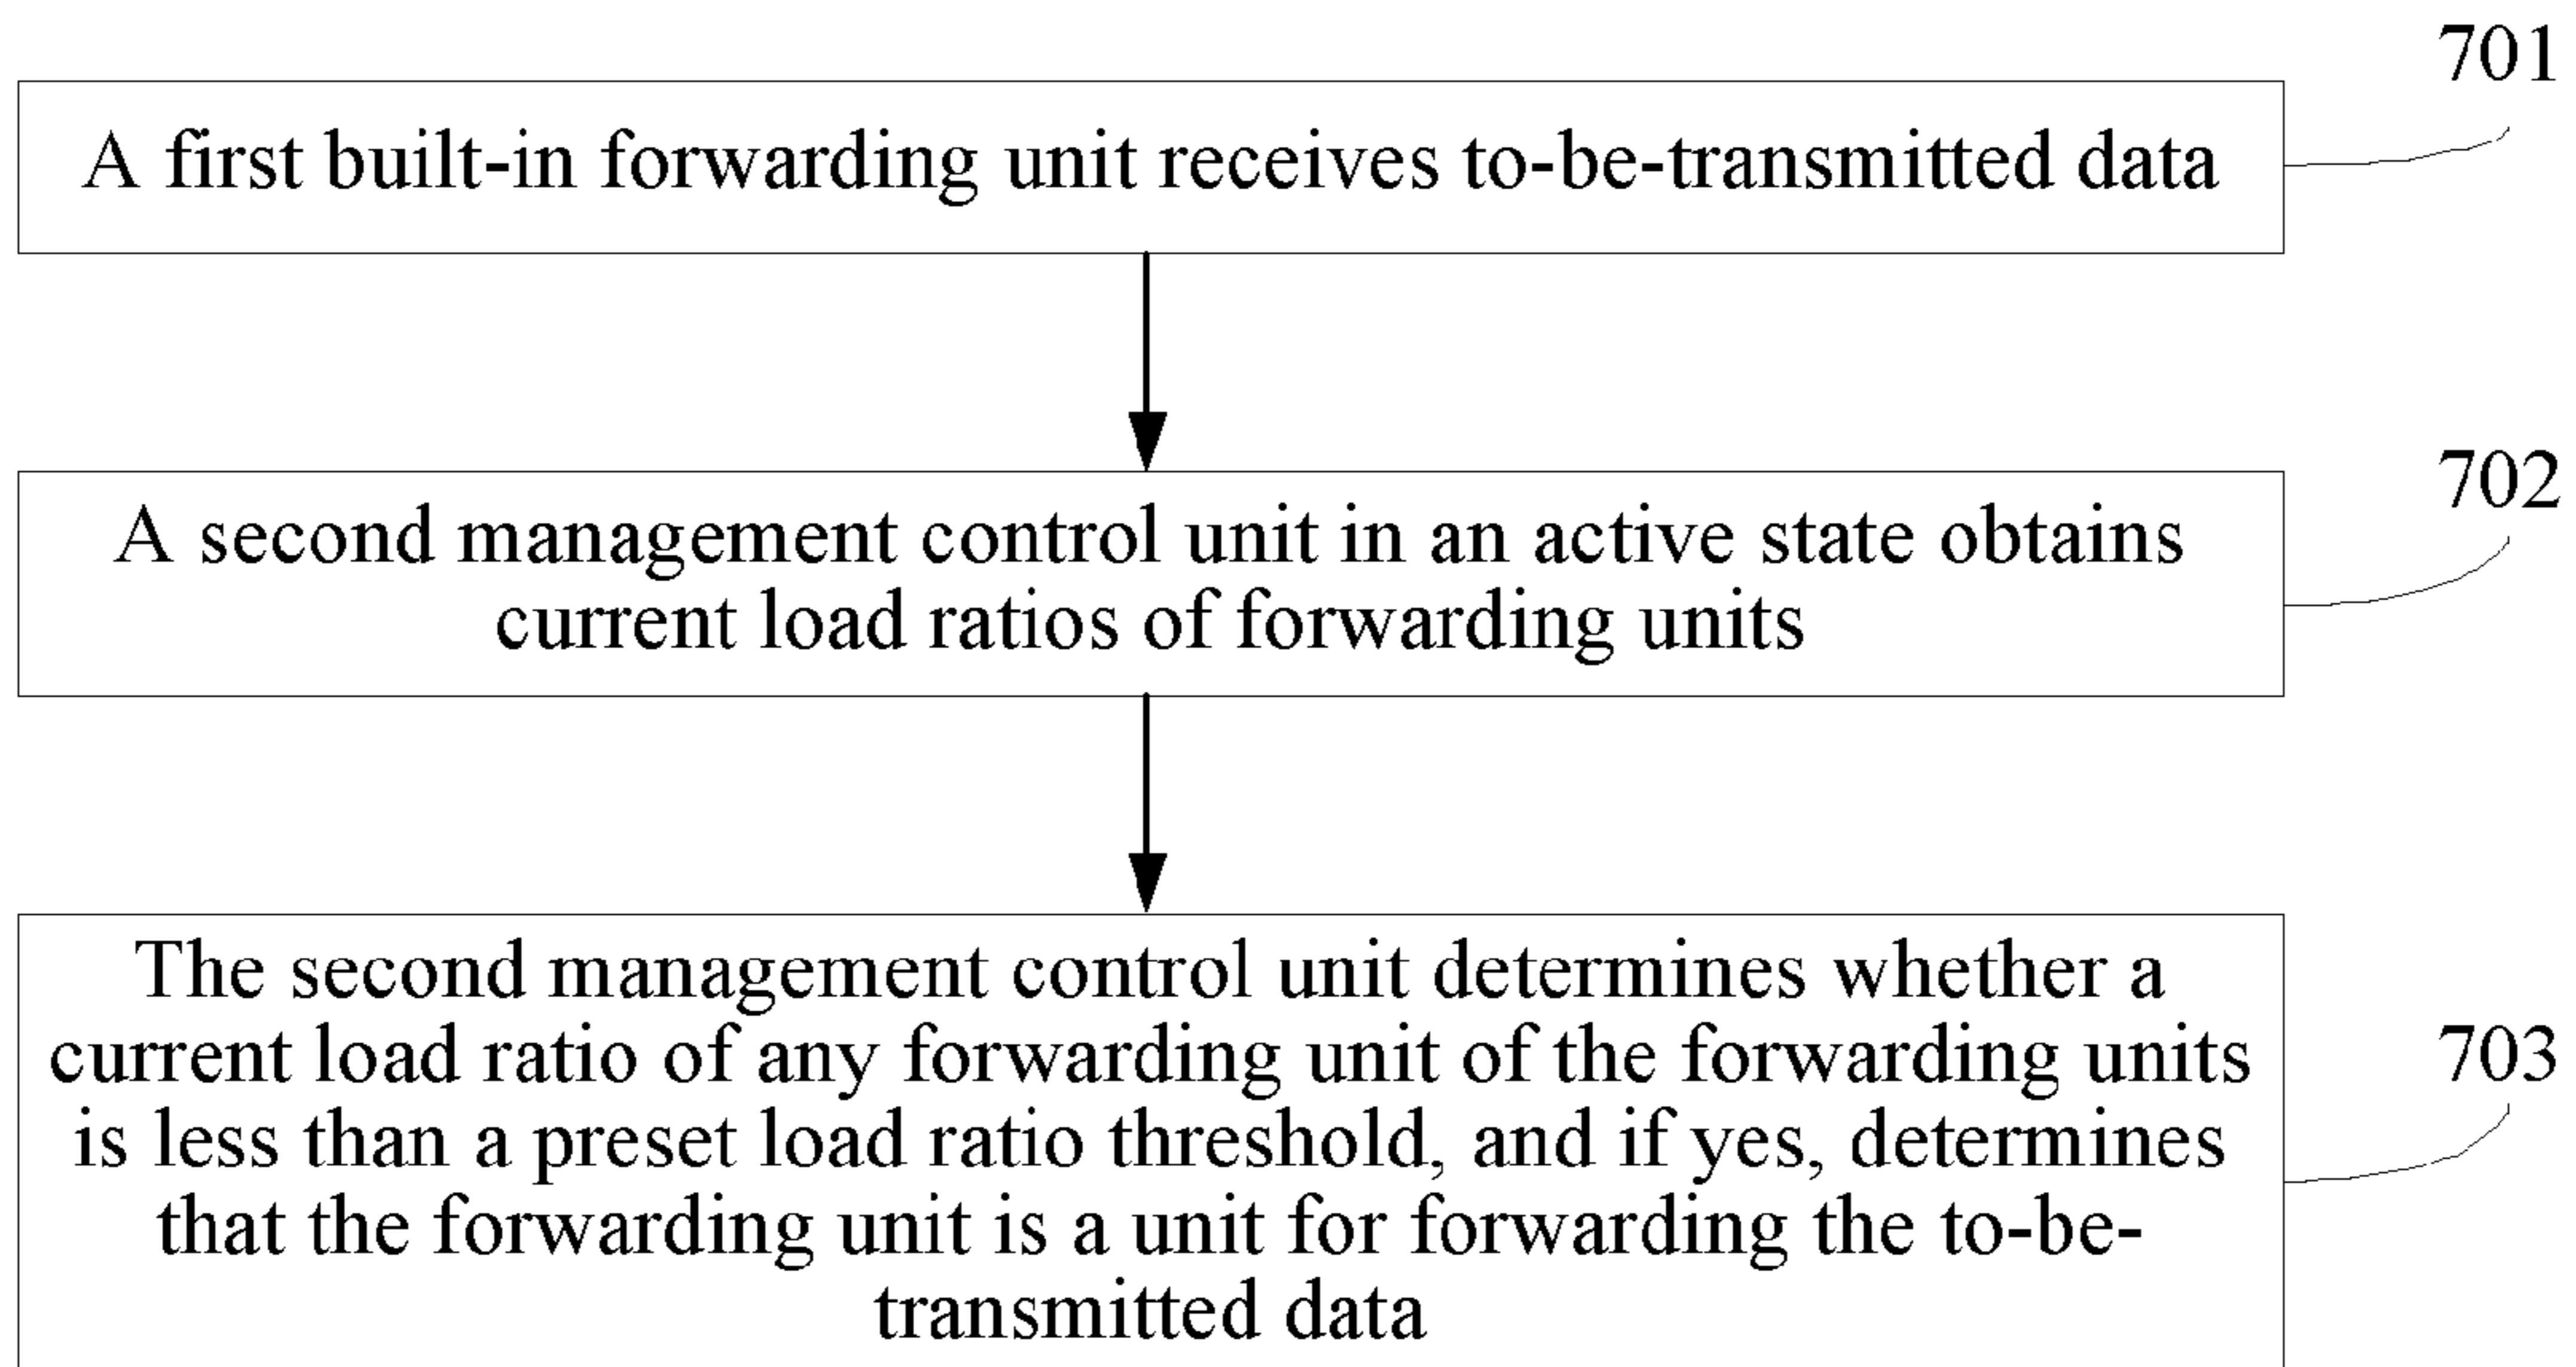 701
A first built-in forwarding unit receives to-be-transmitted data
702
A second management control unit in an active state obtains
current load ratios of forwarding units
703
The second management control unit determines whether a
current load ratio of any forwarding unit of the forwarding units
is less than a preset load ratio threshold, and if yes, determines
that the forwarding unit is a unit for forwarding the to-be-
transmitted data